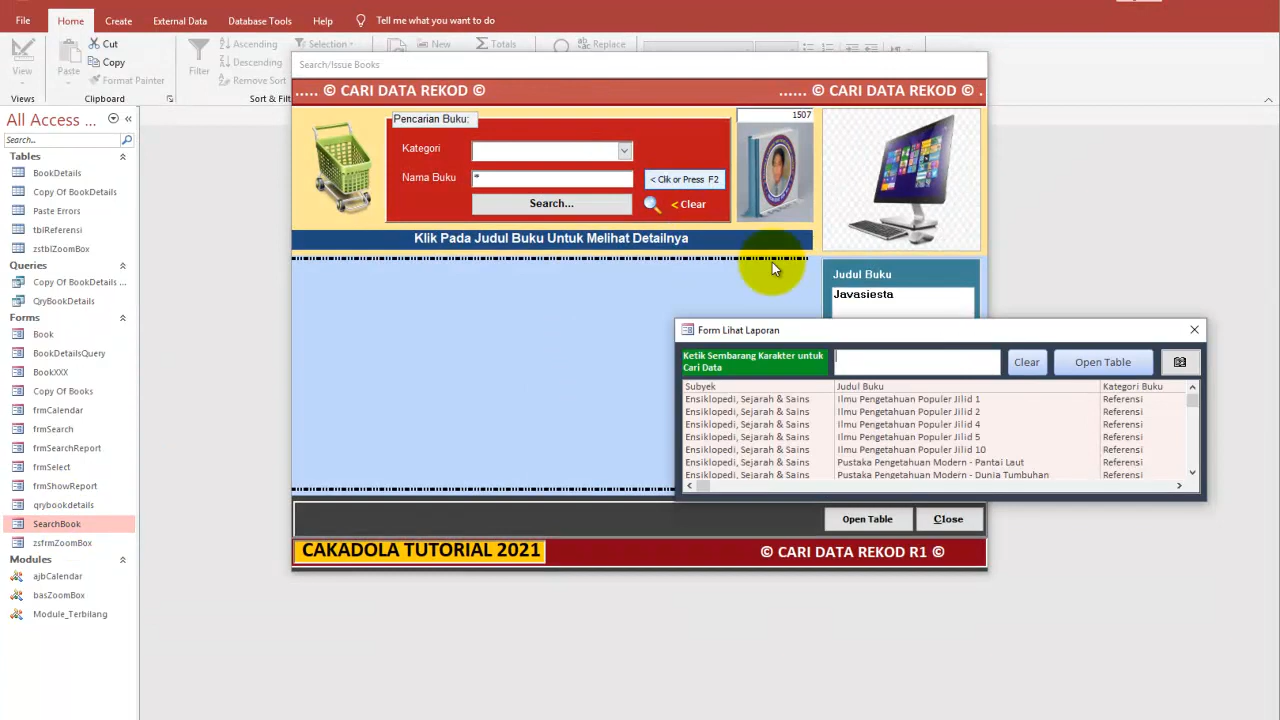 File Home Create External Data Database Tools Help Tell me what you want to do
View
Paste
Cut
Copy
Format Painter
Filter
Ascending
Descending
Remove Sort
Selection
New
Totals
Replace
Views Clipboard Sort & Filt
All Access ...
Search...
Tables
BookDetails
Copy Of BookDetails
Paste Errors
tblReferensi
zstblZoomBox
Queries
Copy Of BookDetails ...
QryBookDetails
Forms
Book
BookDetailsQuery
BookXXX
Copy Of Books
frmCalendar
frmSearch
frmSearchReport
frmSelect
frmShowReport
qrybookdetails
SearchBook
zsfrmZoomBox
Modules
ajbCalendar
basZoomBox
Module_Terbilang
Search/Issue Books
..... © CARI DATA REKOD © ...... © CARI DATA REKOD © .
Pencarian Buku:
1507
Kategori
Nama Buku * < Clik or Press F2
Search... < Clear
Klik Pada Judul Buku Untuk Melihat Detailnya
Judul Buku
Javasiesta
Form Lihat Laporan
Ketik Sembarang Karakter untuk
Cari Data
Clear Open Table
Subyek Judul Buku Kategori Buku
Ensiklopedi, Sejarah & Sains Ilmu Pengetahuan Populer Jilid 1 Referensi
Ensiklopedi, Sejarah & Sains Ilmu Pengetahuan Populer Jilid 2 Referensi
Ensiklopedi, Sejarah & Sains Ilmu Pengetahuan Populer Jilid 4 Referensi
Ensiklopedi, Sejarah & Sains Ilmu Pengetahuan Populer Jilid 5 Referensi
Ensiklopedi, Sejarah & Sains Ilmu Pengetahuan Populer Jilid 10 Referensi
Ensiklopedi, Sejarah & Sains Pustaka Pengetahuan Modern - Pantai Laut Referensi
Ensiklopedi, Sejarah & Sains Pustaka Pengetahuan Modern - Dunia Tumbuhan Referensi
Open Table Close
CAKADOLA TUTORIAL 2021 © CARI DATA REKOD R1 ©